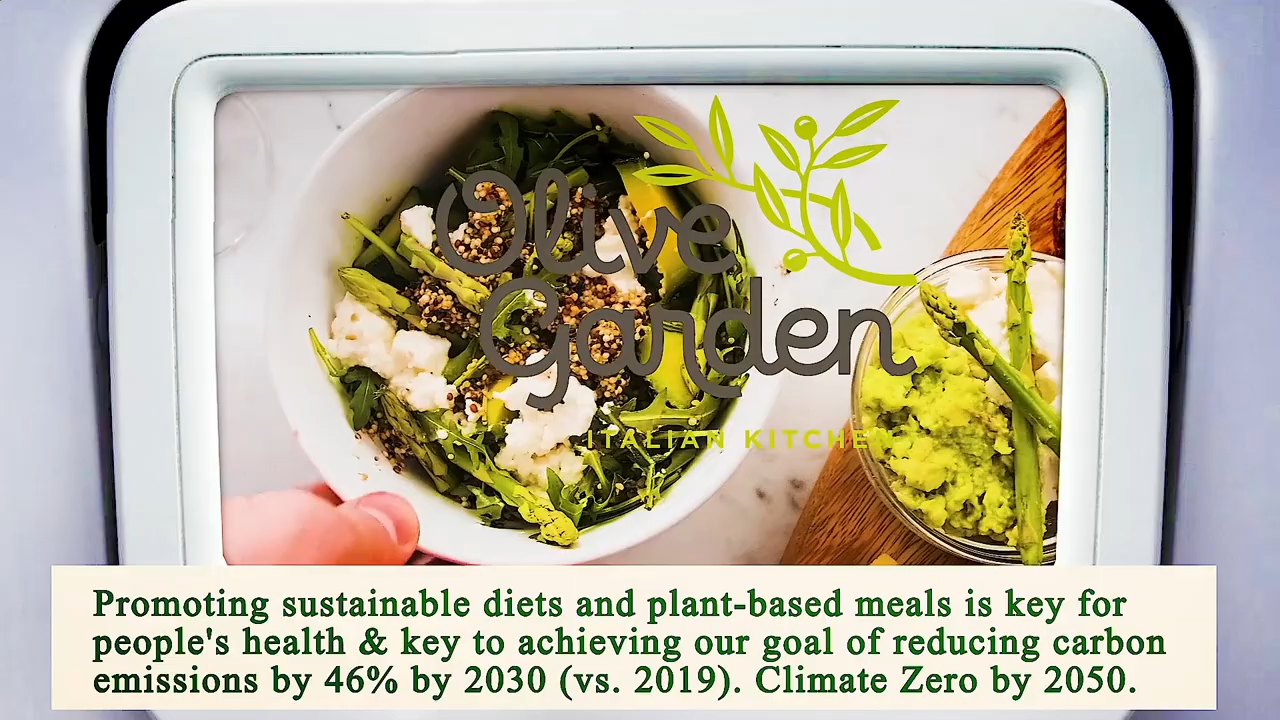 Olive
Garden
ITALIAN KITCHEN
Promoting sustainable diets and plant-based meals is key for
people's health & key to achieving our goal of reducing carbon
emissions by 46% by 2030 (vs. 2019). Climate Zero by 2050.